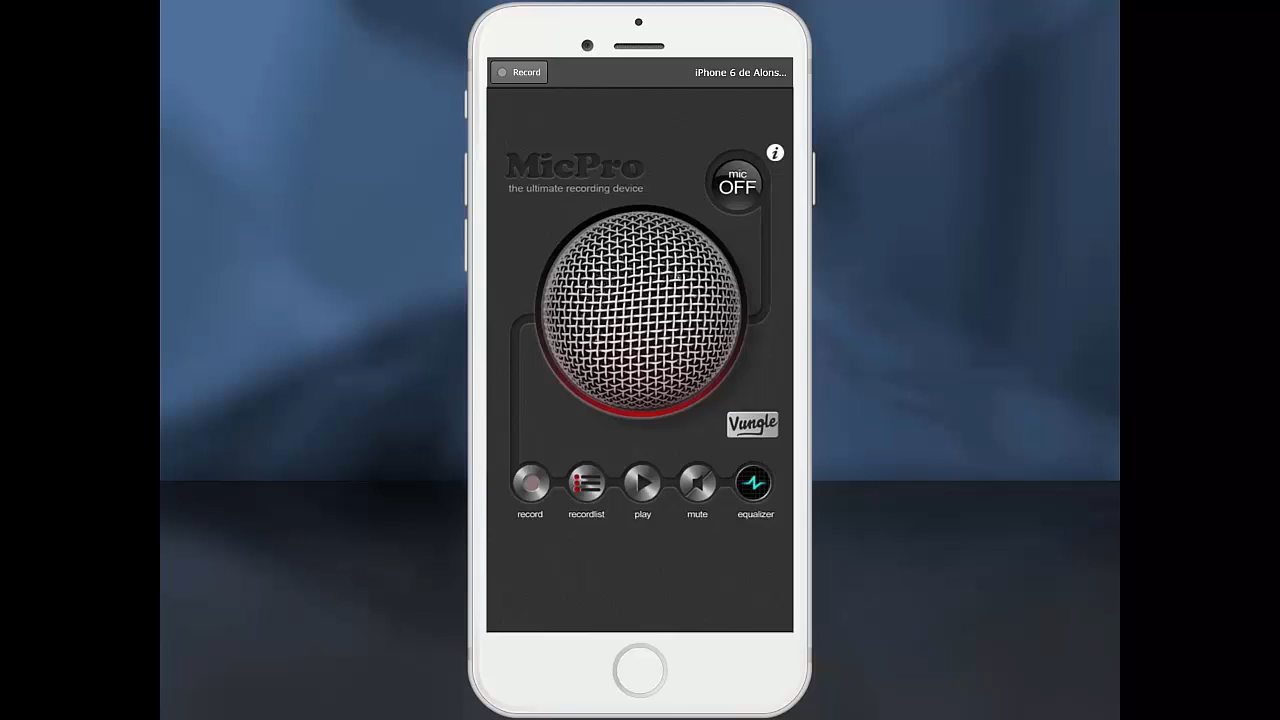 Record
iPhone 6 de Alons...
MicPro
the ultimate recording device
i
mic
OFF
Vungle
record
recordlist
play
mute
equalizer